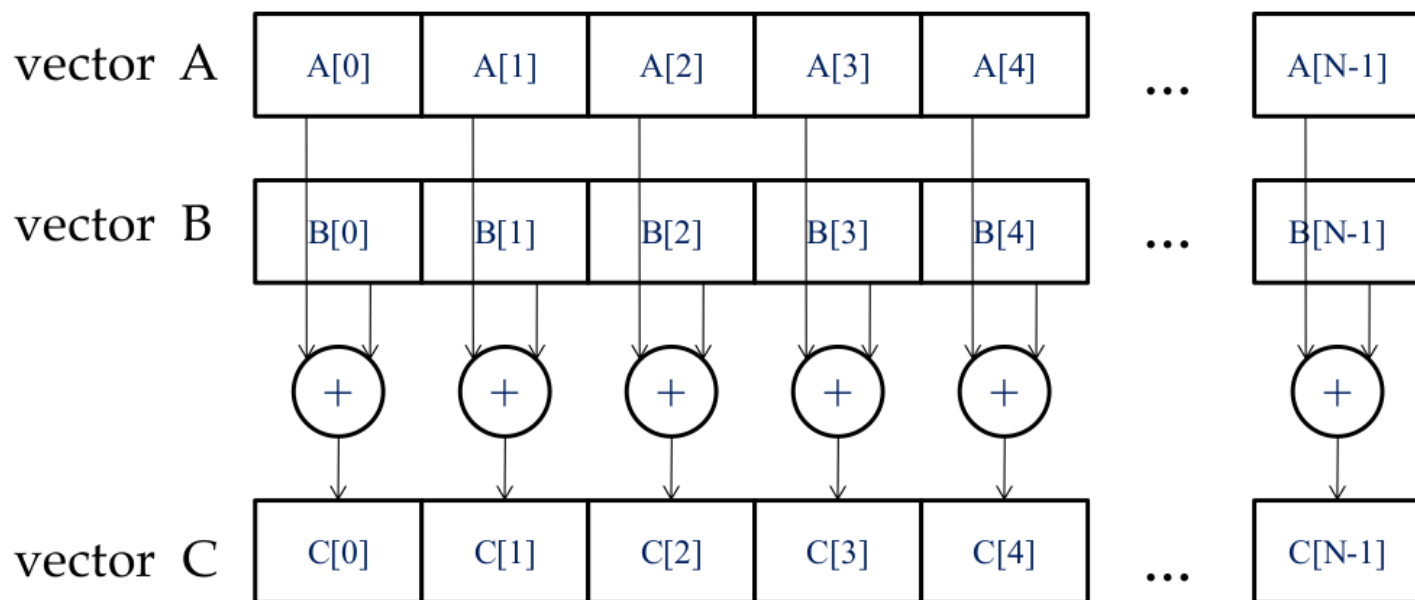 vector A A[0] A[1] A[2] A[3] A[4] ... A[N-1]
vector B B[0] B[1] B[2] B[3] B[4] ... B[N-1]
+ + + + + +
vector C C[0] C[1] C[2] C[3] C[4] ... C[N-1]